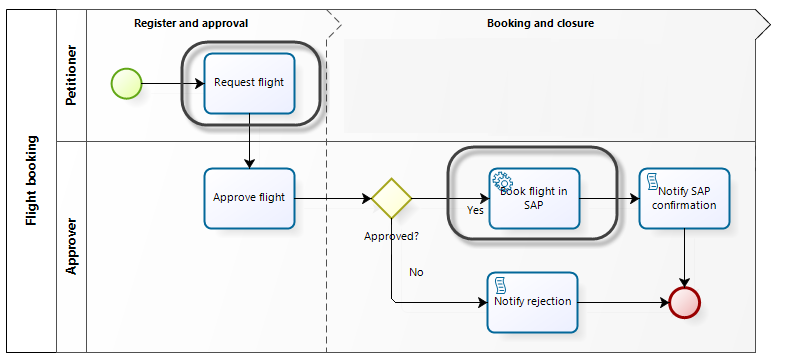 Register and approval
Booking and closure
Flight booking
Petitioner
Request flight
Approver
Approve flight
Approved?
Yes
Book flight in
SAP
Notify SAP
confirmation
No
Notify rejection